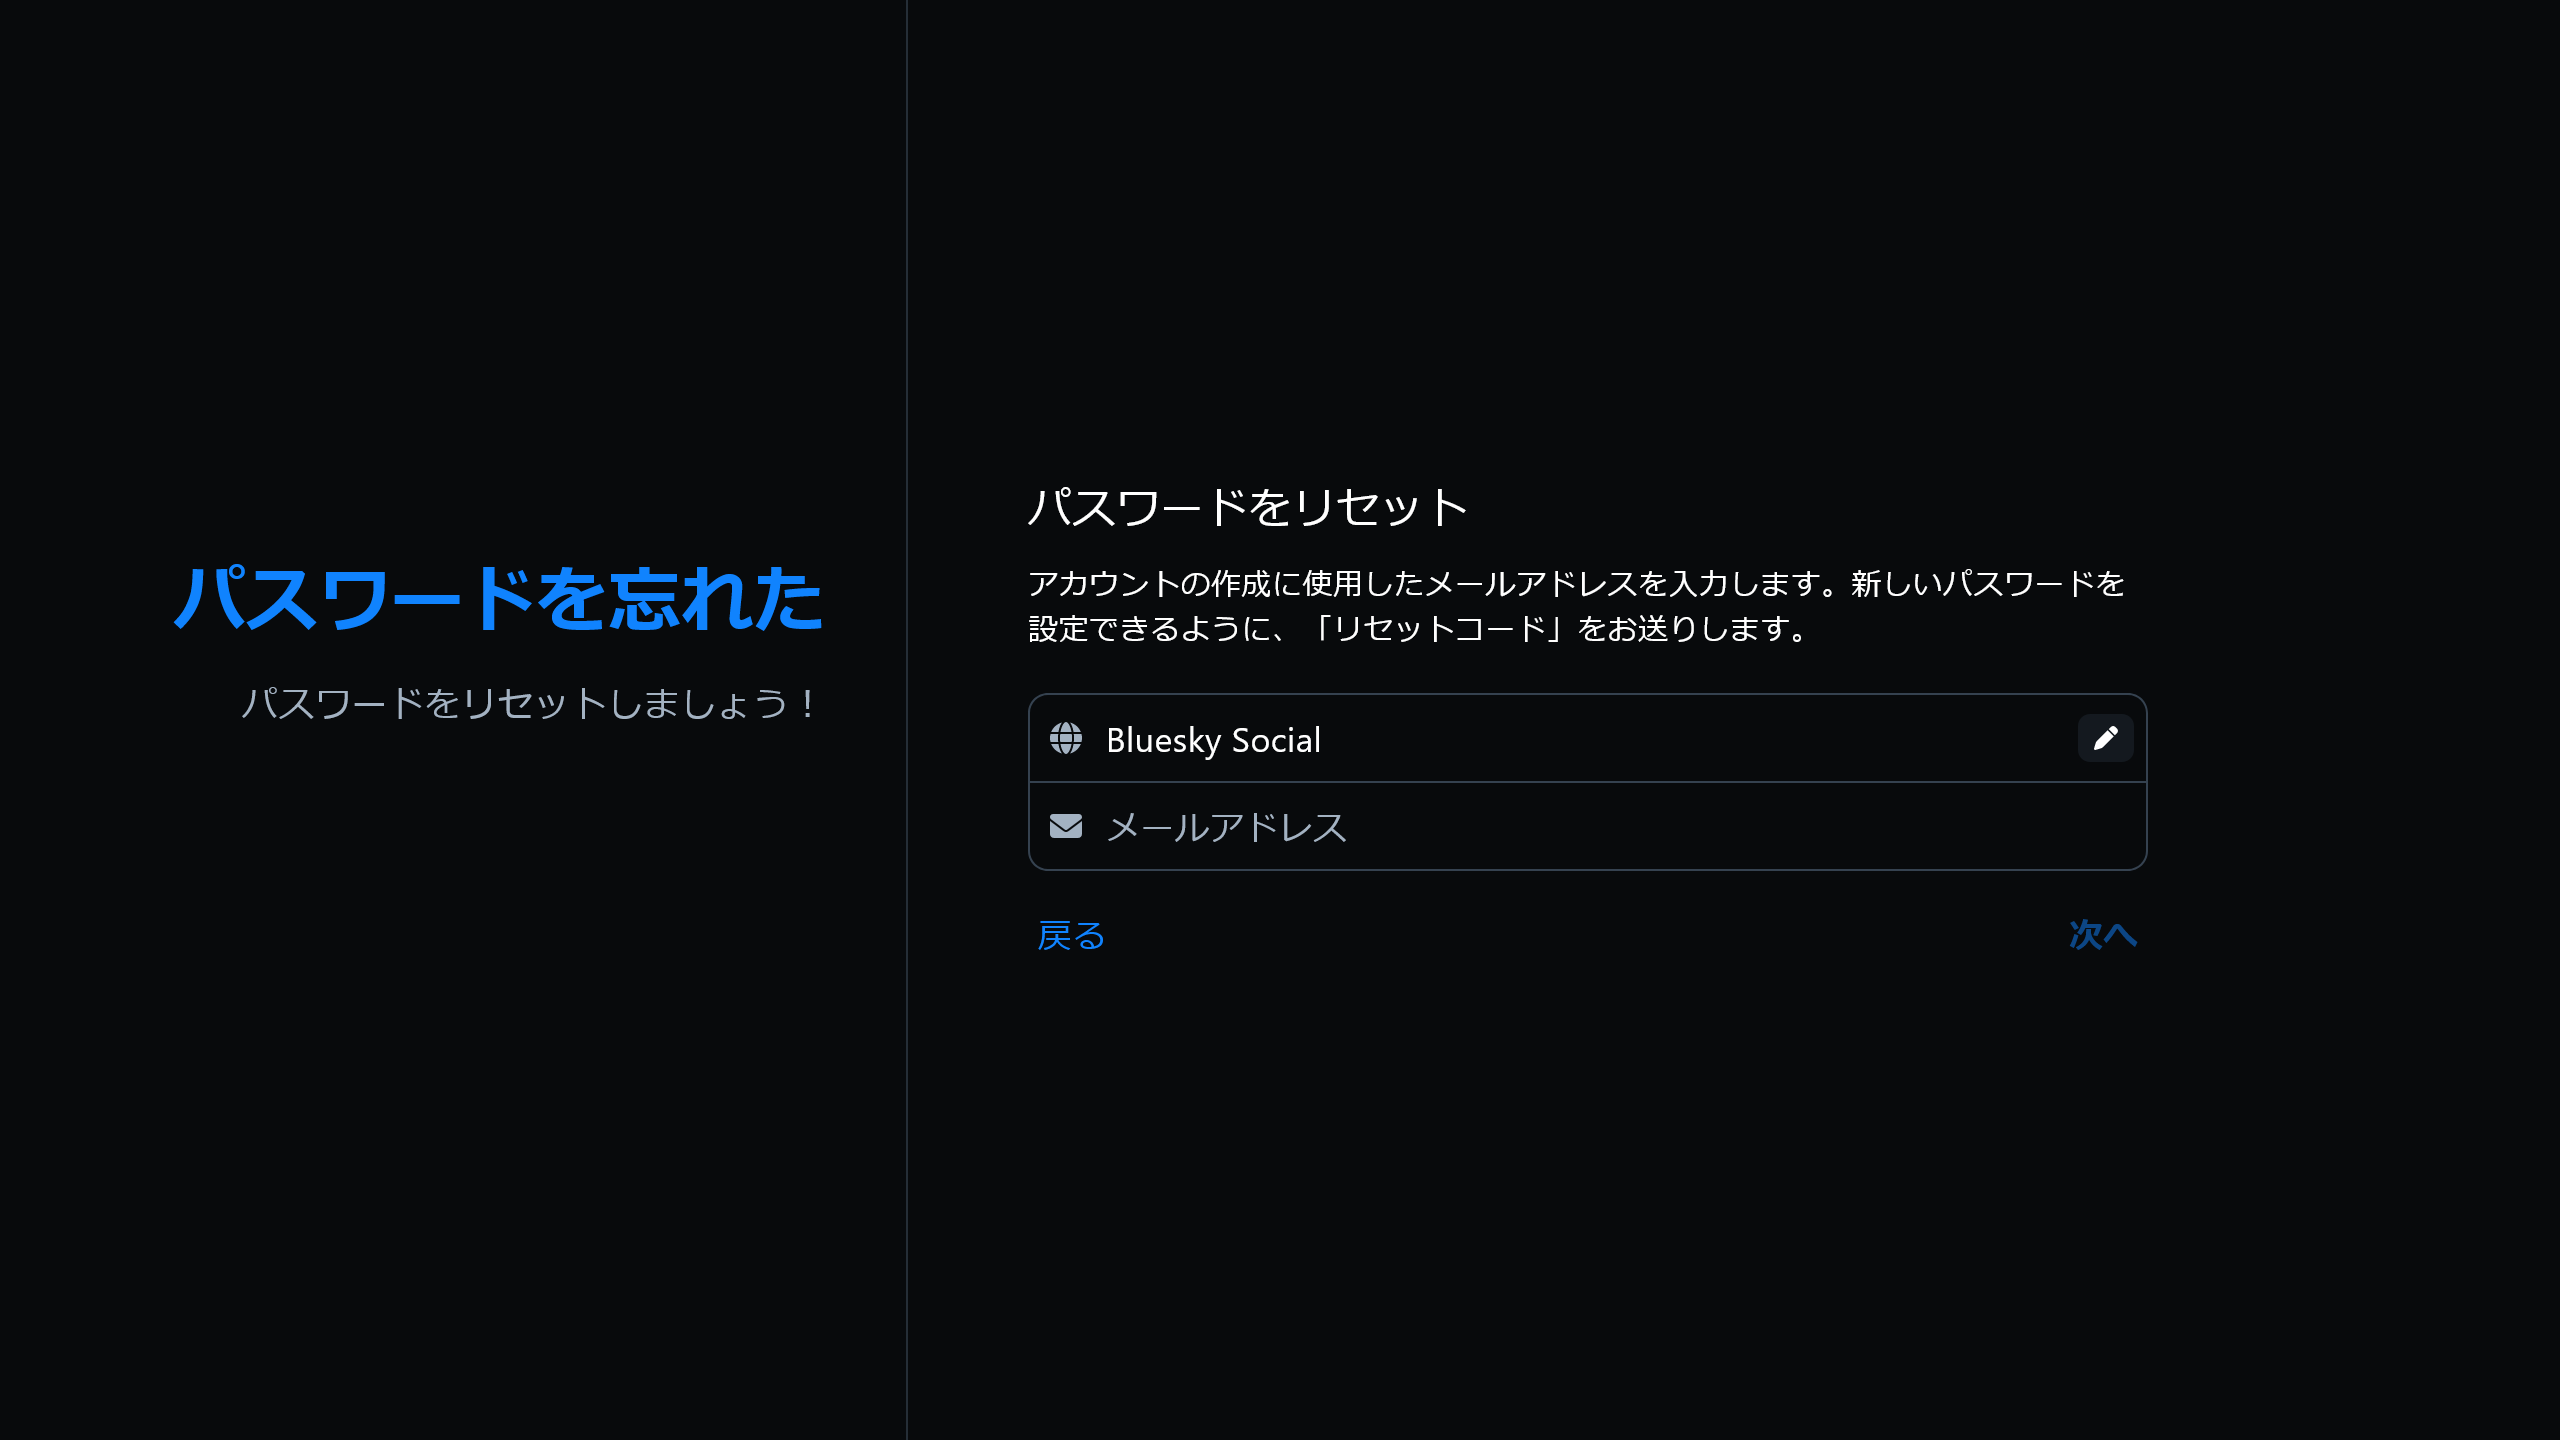 パスワードを忘れた
パスワードをリセットしましょう！
パスワードをリセット
アカウントの作成に使用したメールアドレスを入力します。新しいパスワードを
設定できるように、「リセットコード」をお送りします。
Bluesky Social
メールアドレス
戻る
次へ